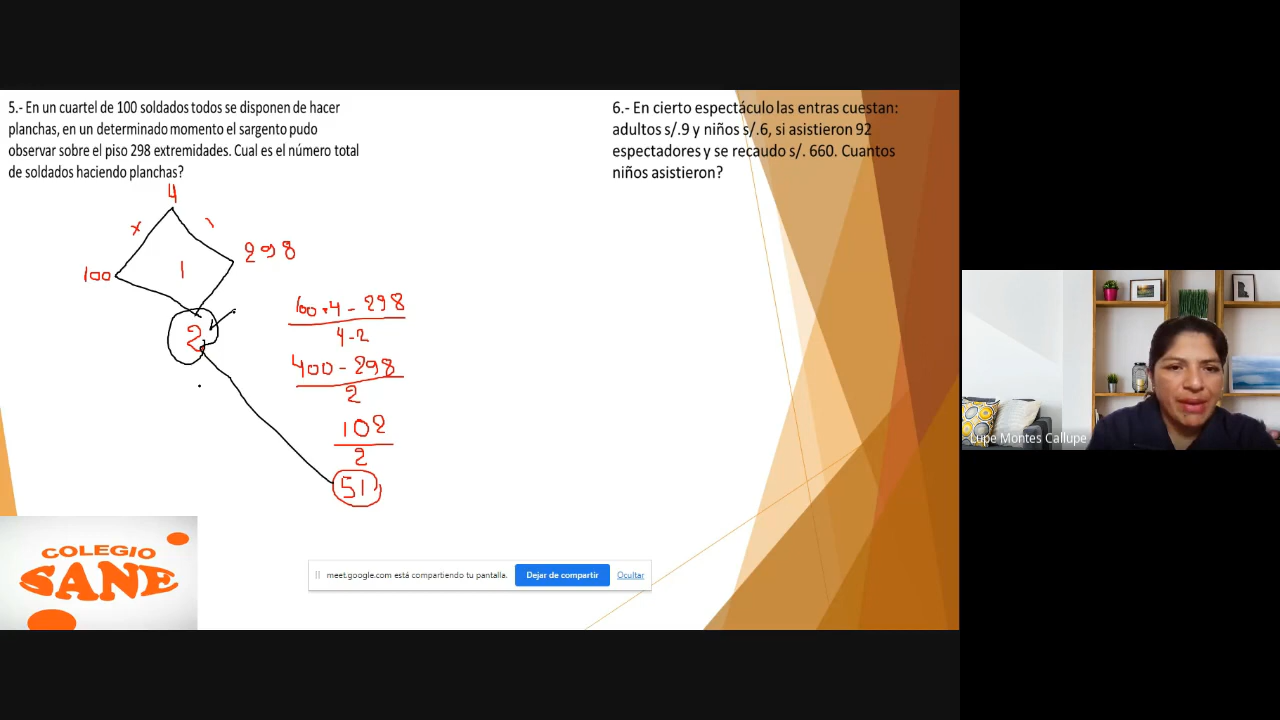 5.- En un cuartel de 100 soldados todos se disponen de hacer
planchas, en un determinado momento el sargento pudo
observar sobre el piso 298 extremidades. Cual es el número total
de soldados haciendo planchas?
4
x
298
1
100
2
100 . 4 - 298
4 - 2
400 - 298
2
102
2
51
6.- En cierto espectáculo las entras cuestan:
adultos s/.9 y niños s/.6, si asistieron 92
espectadores y se recaudo s/. 660. Cuantos
niños asistieron?
COLEGIO
SANE
meet.google.com está compartiendo tu pantalla.
Dejar de compartir
Ocultar
Lupe Montes Callupe